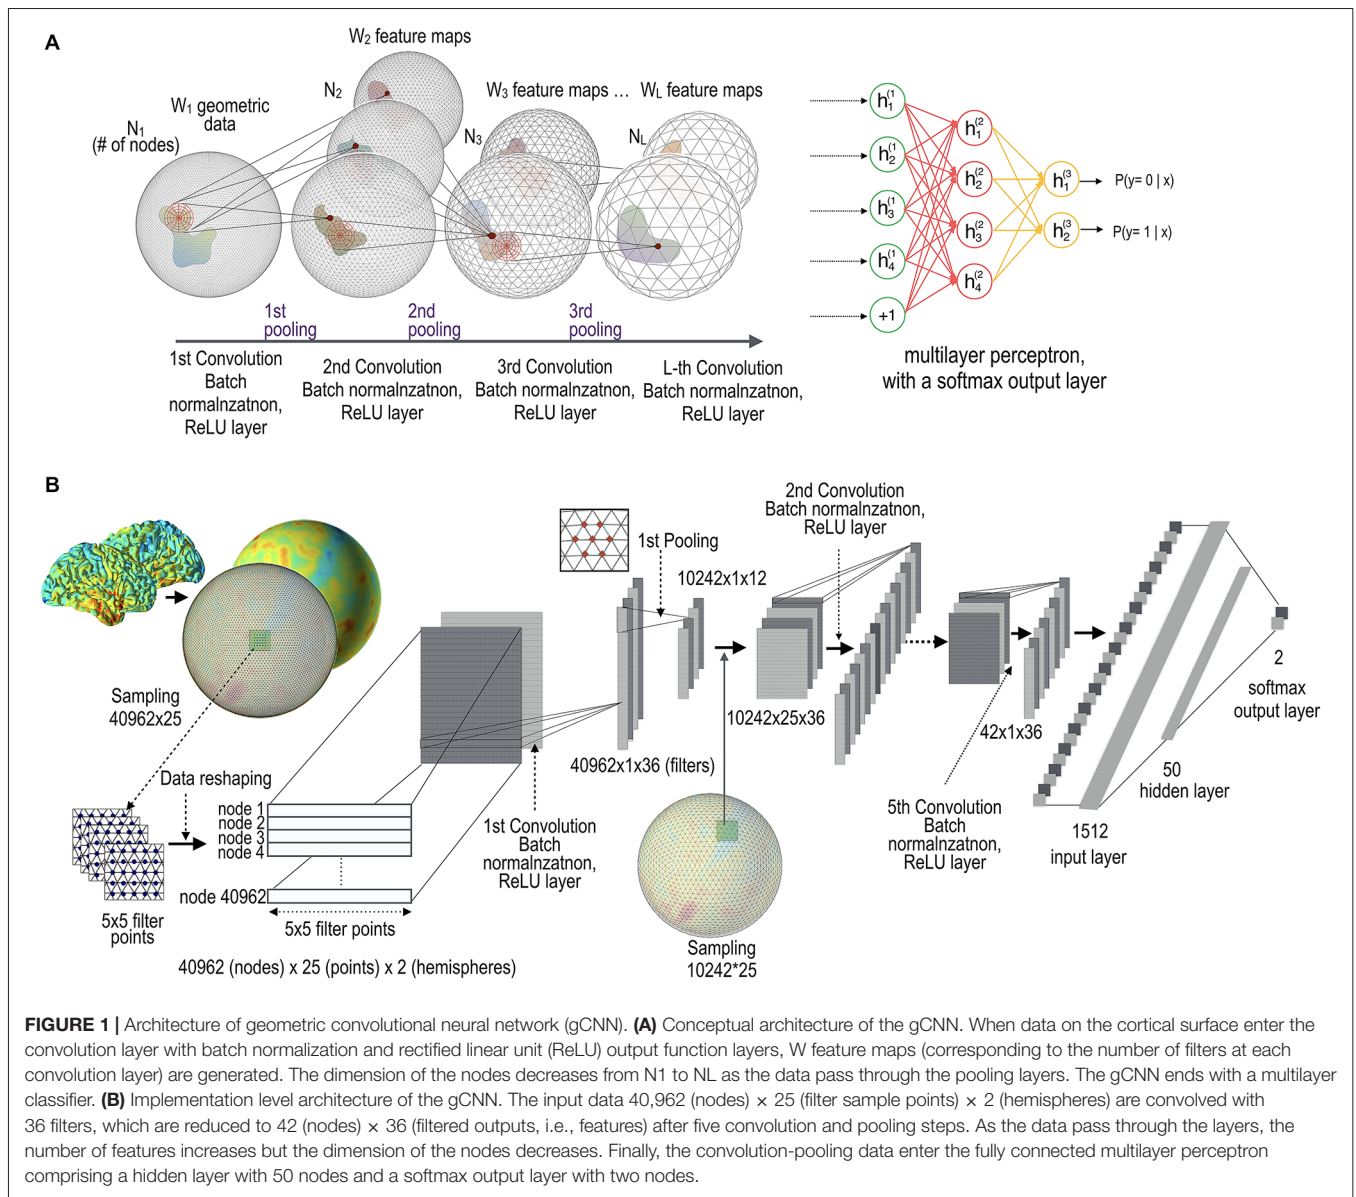 A
W2 feature maps
N2
W3 feature maps ...
WL feature maps
W1 geometric
data
N1
(# of nodes)
N3
NL
1st
pooling
2nd
pooling
3rd
pooling
1st Convolution
Batch
normalnzatnon,
ReLU layer
2nd Convolution
Batch normalnzatnon,
ReLU layer
3rd Convolution
Batch normalnzatnon,
ReLU layer
L-th Convolution
Batch normalnzatnon,
ReLU layer
h1(1
h2(1
h3(1
h4(1
+1
h1(2
h2(2
h3(2
h4(2
h1(3
h2(3
P(y= 0 | x)
P(y= 1 | x)
multilayer perceptron,
with a softmax output layer
B
Sampling
40962x25
Data reshaping
5x5 filter
points
node 1
node 2
node 3
node 4
node 40962
5x5 filter points
40962 (nodes) x 25 (points) x 2 (hemispheres)
1st Convolution
Batch
normalnzatnon,
ReLU layer
40962x1x36 (filters)
1st Pooling
10242x1x12
Sampling
10242*25
10242x25x36
2nd Convolution
Batch normalnzatnon,
ReLU layer
5th Convolution
Batch
normalnzatnon,
ReLU layer
42x1x36
1512
input layer
50
hidden layer
2
softmax
output layer
FIGURE 1 | Architecture of geometric convolutional neural network (gCNN). (A) Conceptual architecture of the gCNN. When data on the cortical surface enter the
convolution layer with batch normalization and rectified linear unit (ReLU) output function layers, W feature maps (corresponding to the number of filters at each
convolution layer) are generated. The dimension of the nodes decreases from N1 to NL as the data pass through the pooling layers. The gCNN ends with a multilayer
classifier. (B) Implementation level architecture of the gCNN. The input data 40,962 (nodes) × 25 (filter sample points) × 2 (hemispheres) are convolved with
36 filters, which are reduced to 42 (nodes) × 36 (filtered outputs, i.e., features) after five convolution and pooling steps. As the data pass through the layers, the
number of features increases but the dimension of the nodes decreases. Finally, the convolution-pooling data enter the fully connected multilayer perceptron
comprising a hidden layer with 50 nodes and a softmax output layer with two nodes.